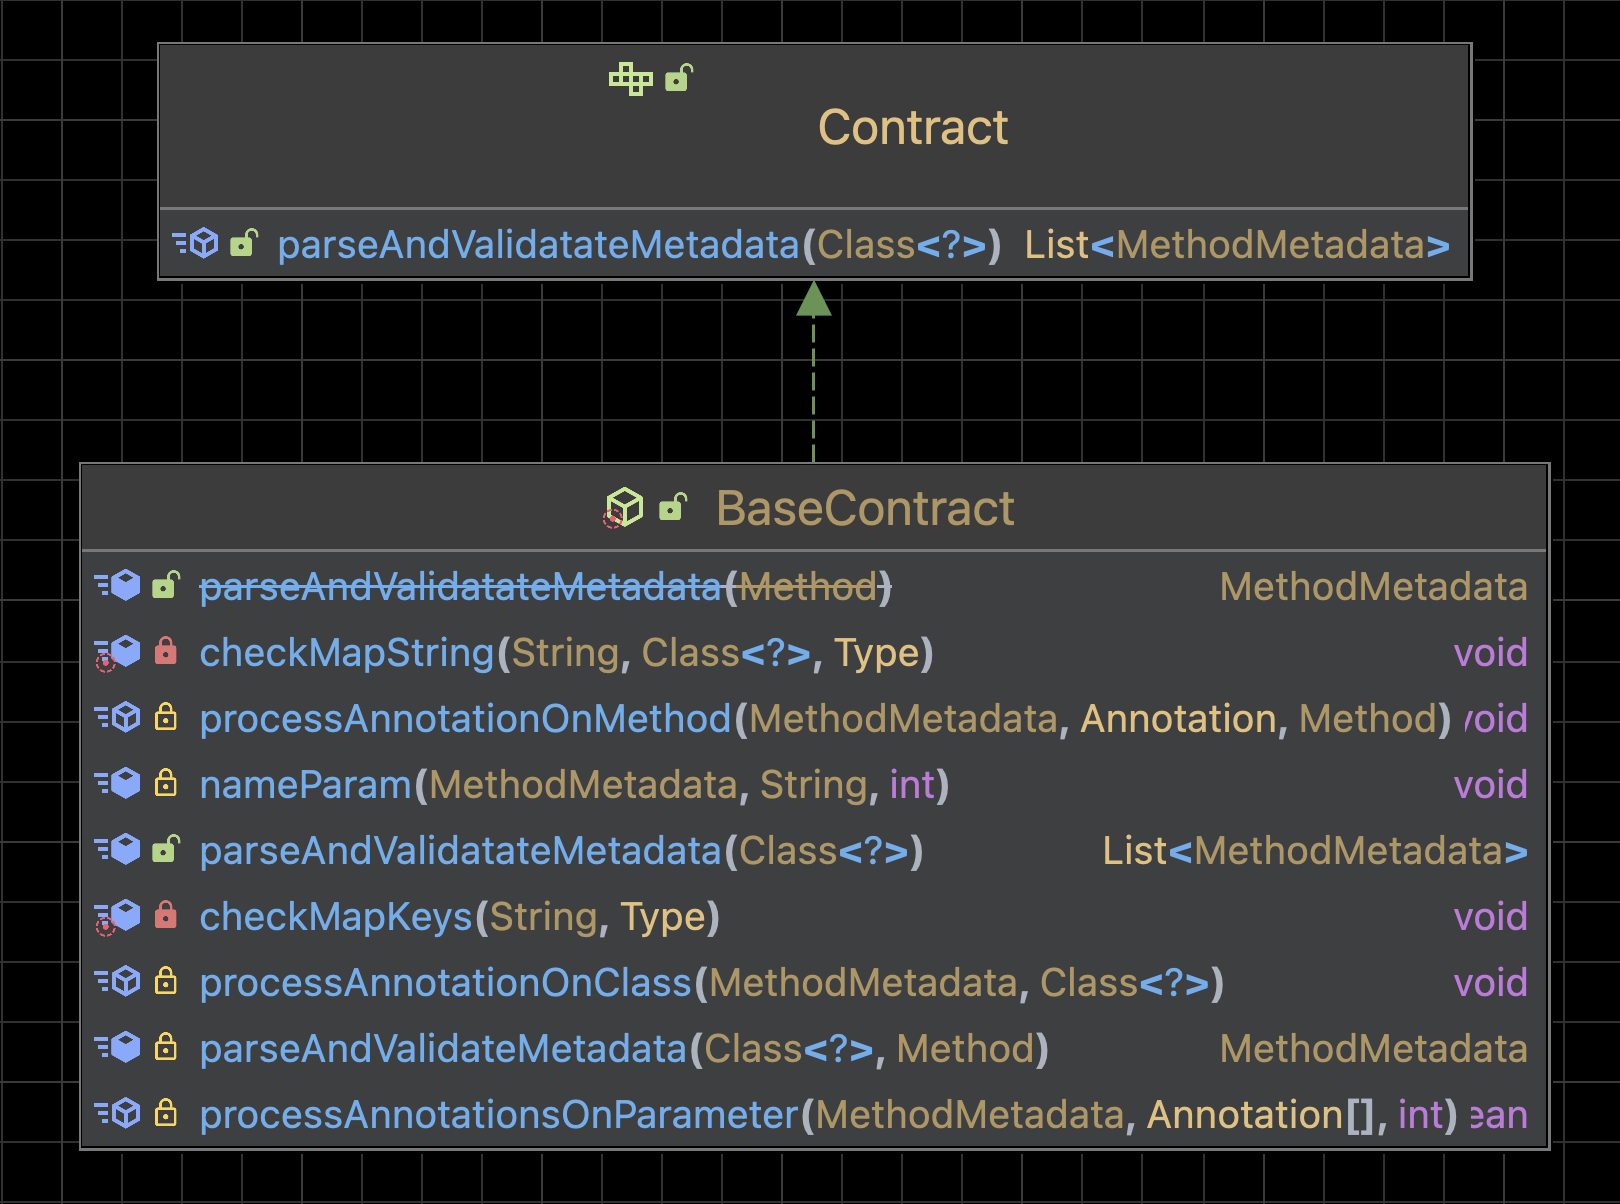 Contract
parseAndValidatateMetadata(Class<?>) List<MethodMetadata>
BaseContract
parseAndValidatateMetadata(Method) MethodMetadata
checkMapString(String, Class<?>, Type) void
processAnnotationOnMethod(MethodMetadata, Annotation, Method) void
nameParam(MethodMetadata, String, int) void
parseAndValidatateMetadata(Class<?>) List<MethodMetadata>
checkMapKeys(String, Type) void
processAnnotationOnClass(MethodMetadata, Class<?>) void
parseAndValidateMetadata(Class<?>, Method) MethodMetadata
processAnnotationsOnParameter(MethodMetadata, Annotation[], int) ean